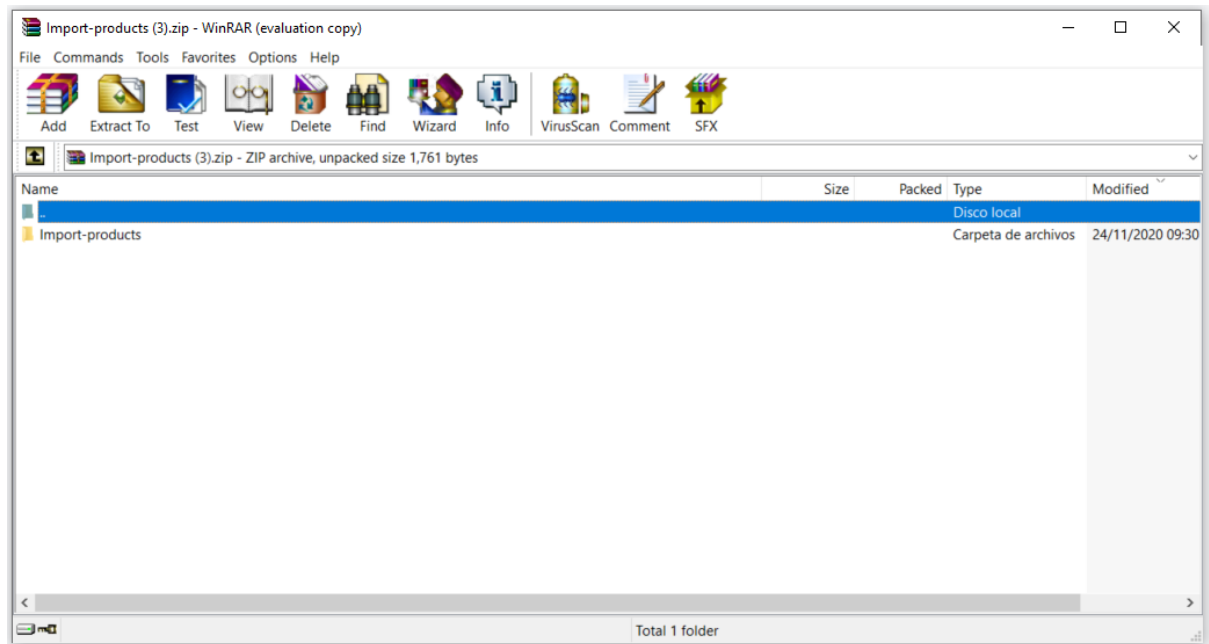 Import-products (3).zip - WinRAR (evaluation copy)
File Commands Tools Favorites Options Help
Add Extract To Test View Delete Find Wizard Info VirusScan Comment SFX
Import-products (3).zip - ZIP archive, unpacked size 1,761 bytes
Name Size Packed Type Modified
.. Disco local
Import-products Carpeta de archivos 24/11/2020 09:30
Total 1 folder